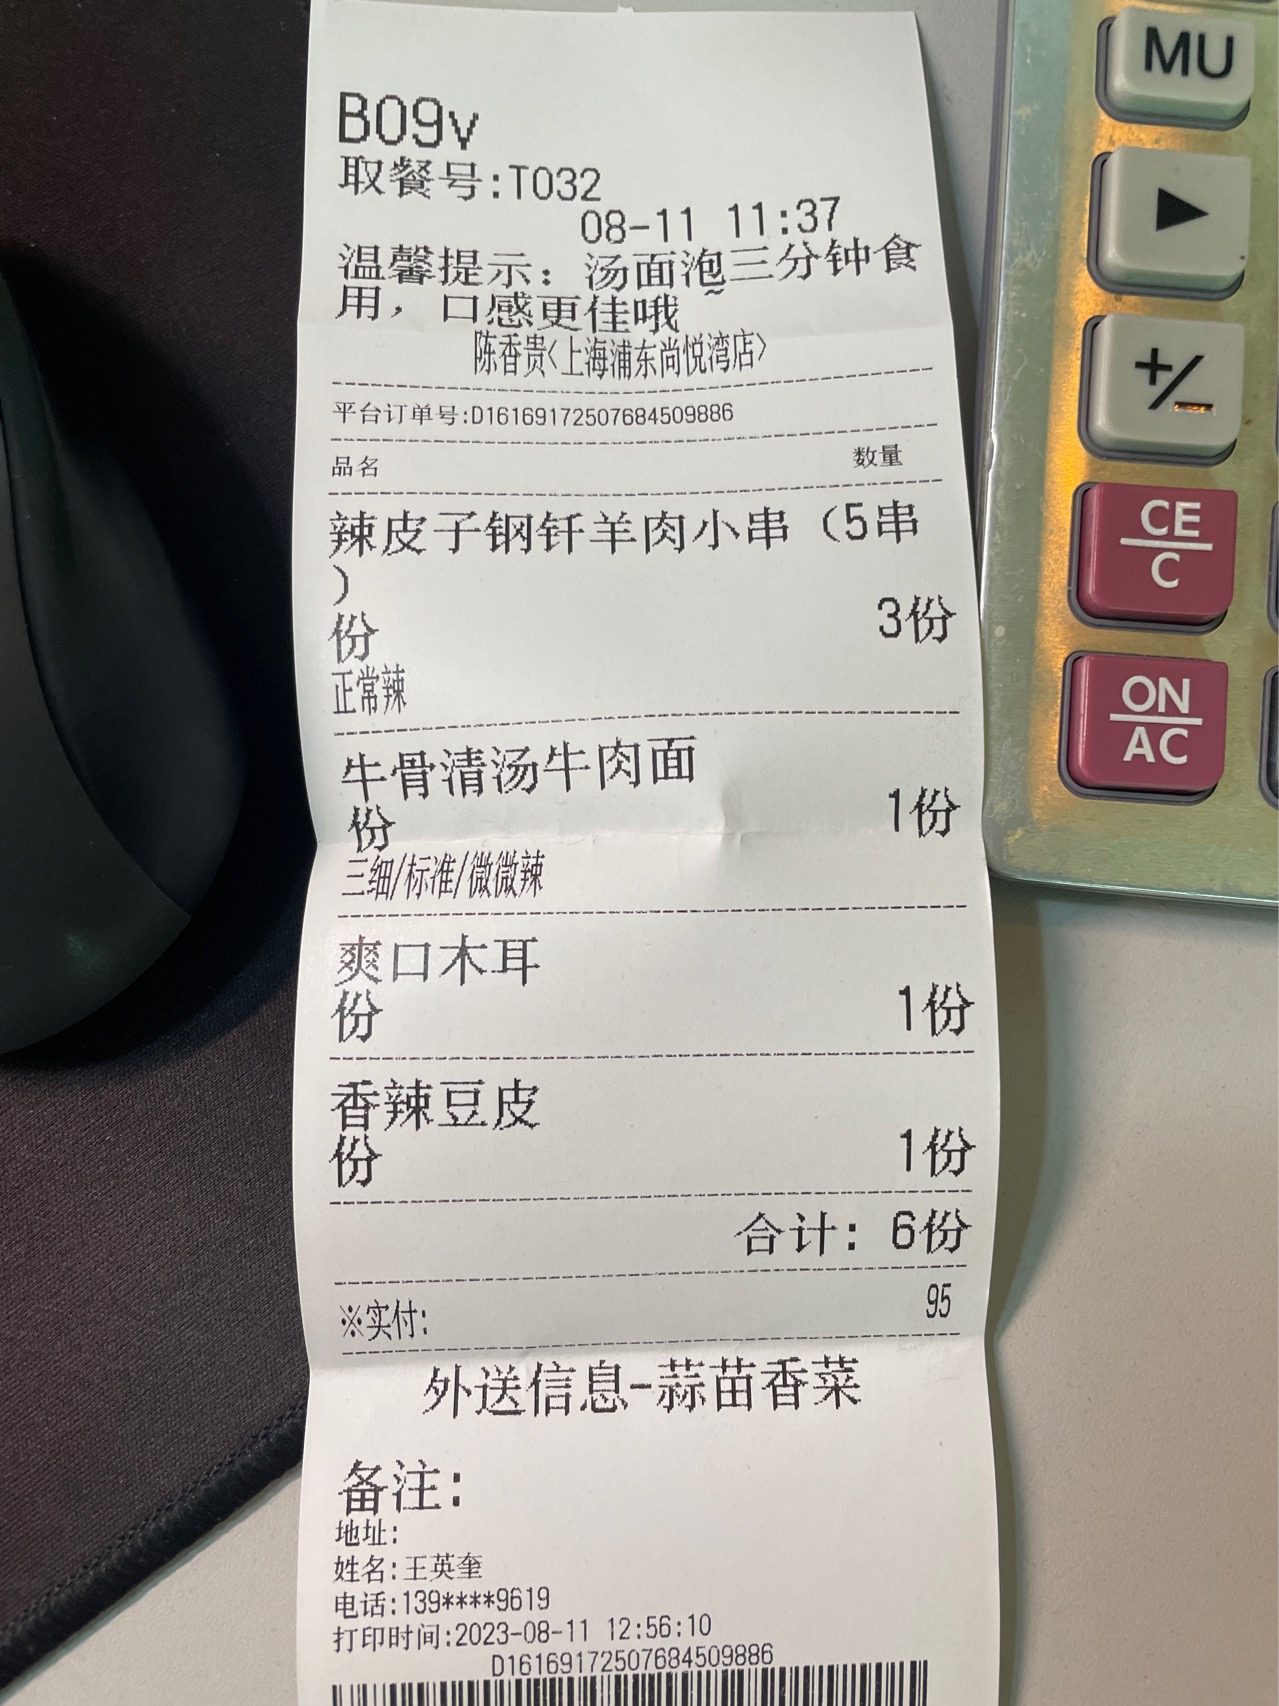 B09v
取餐号:T032
08-11 11:37
温馨提示：汤面泡三分钟食
用，口感更佳哦~
陈香贵<上海浦东尚悦湾店>
平台订单号:D1616917250768450​9886
品名 数量
辣皮子钢钎羊肉小串（5串
）
份 3份
正常辣
牛骨清汤牛肉面
份 1份
三细/标准/微微辣
爽口木耳
份 1份
香辣豆皮
份 1份
合计：6份
※实付: 95
外送信息-蒜苗香菜
备注:
地址:
姓名:王英奎
电话:139****9619
打印时间:2023-08-11 12:56:10
D16169172507684509886
MU
▶
+/-
CE
C
ON
AC